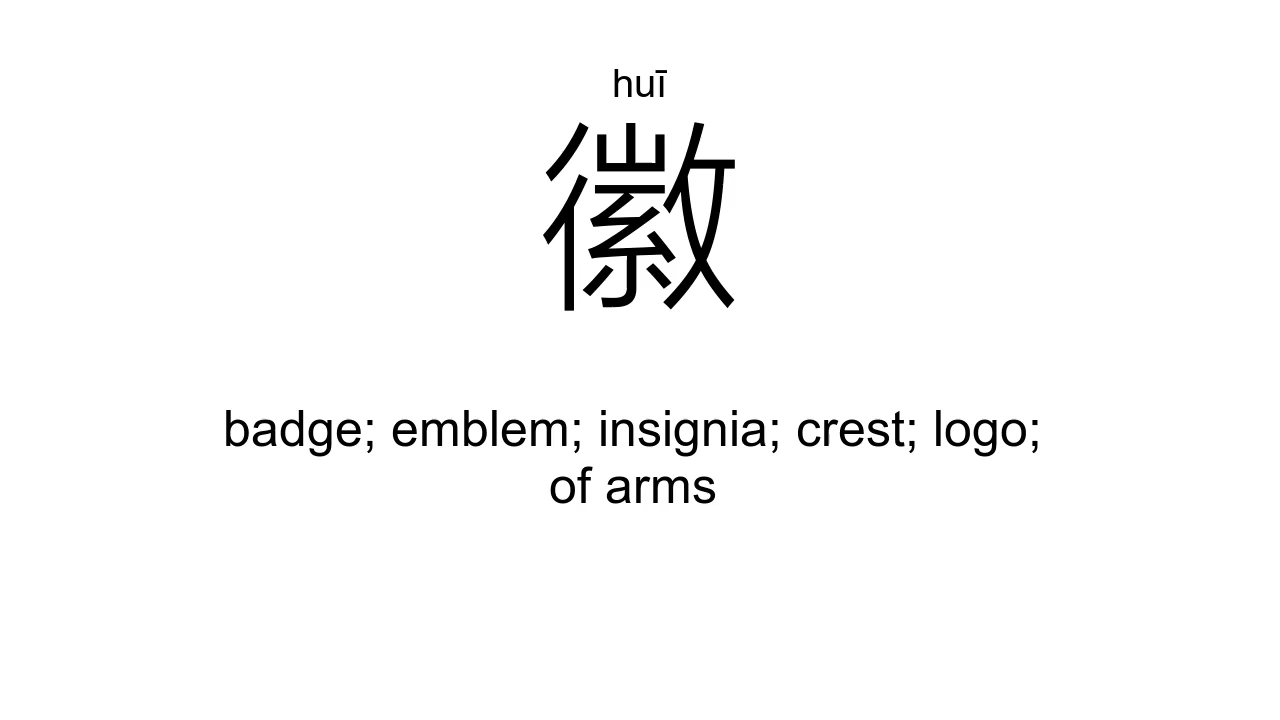 huī
徽
badge; emblem; insignia; crest; logo;
of arms